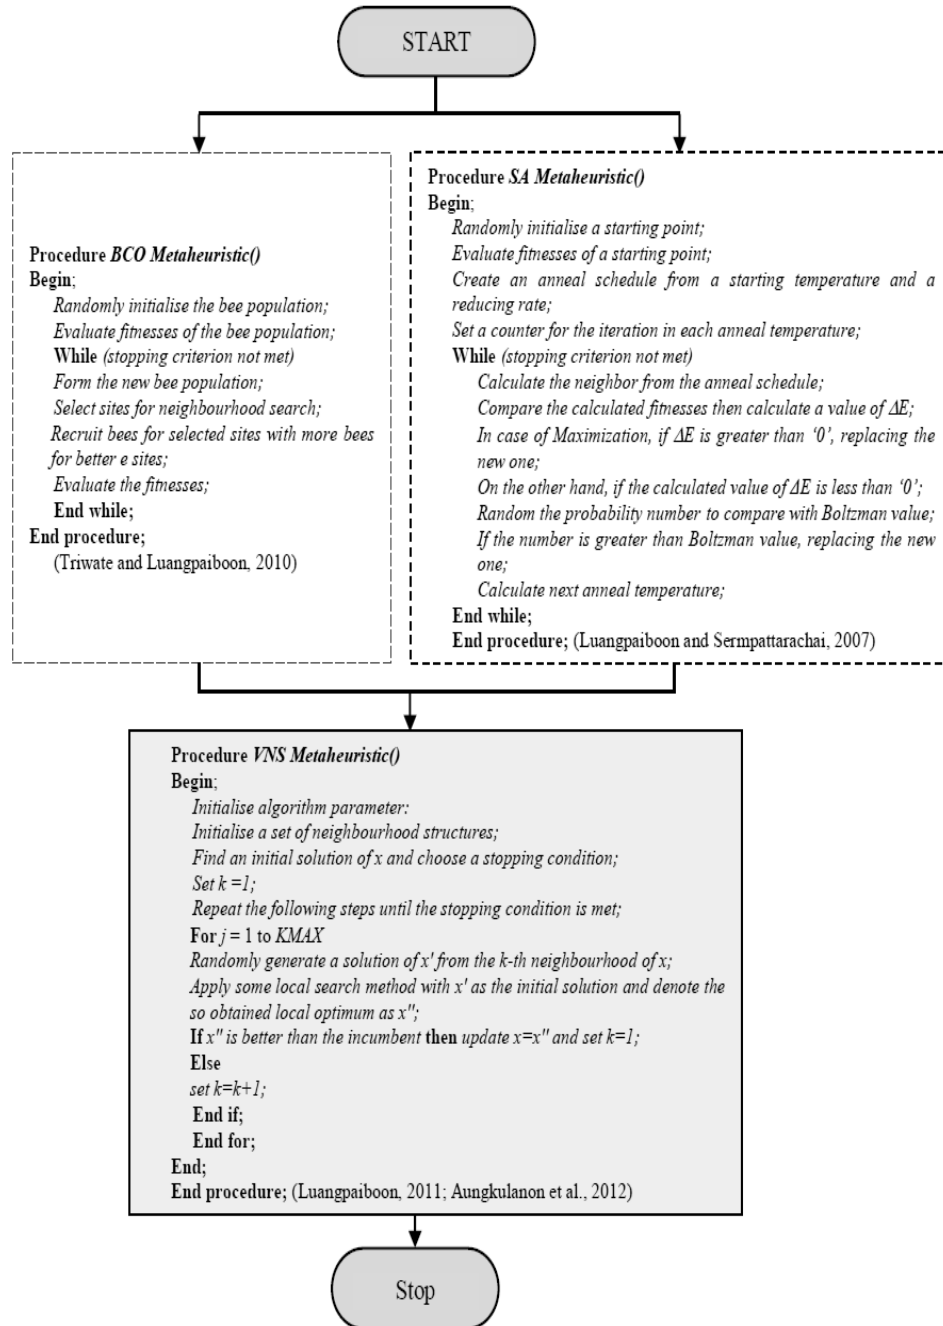 START
Procedure BCO Metaheuristic()
Begin;
Randomly initialise the bee population;
Evaluate fitnesses of the bee population;
While (stopping criterion not met)
Form the new bee population;
Select sites for neighbourhood search;
Recruit bees for selected sites with more bees
for better e sites;
Evaluate the fitnesses;
End while;
End procedure;
(Triwate and Luangpaiboon, 2010)
Procedure SA Metaheuristic()
Begin;
Randomly initialise a starting point;
Evaluate fitnesses of a starting point;
Create an anneal schedule from a starting temperature and a
reducing rate;
Set a counter for the iteration in each anneal temperature;
While (stopping criterion not met)
Calculate the neighbor from the anneal schedule;
Compare the calculated fitnesses then calculate a value of ΔE;
In case of Maximization, if ΔE is greater than ‘0’, replacing the
new one;
On the other hand, if the calculated value of ΔE is less than ‘0’;
Random the probability number to compare with Boltzman value;
If the number is greater than Boltzman value, replacing the new
one;
Calculate next anneal temperature;
End while;
End procedure; (Luangpaiboon and Sermpattarachai, 2007)
Procedure VNS Metaheuristic()
Begin;
Initialise algorithm parameter:
Initialise a set of neighbourhood structures;
Find an initial solution of x and choose a stopping condition;
Set k =1;
Repeat the following steps until the stopping condition is met;
For j = 1 to KMAX
Randomly generate a solution of x' from the k-th neighbourhood of x;
Apply some local search method with x' as the initial solution and denote the
so obtained local optimum as x";
If x" is better than the incumbent then update x=x" and set k=1;
Else
set k=k+1;
End if;
End for;
End;
End procedure; (Luangpaiboon, 2011; Aungkulanon et al., 2012)
Stop